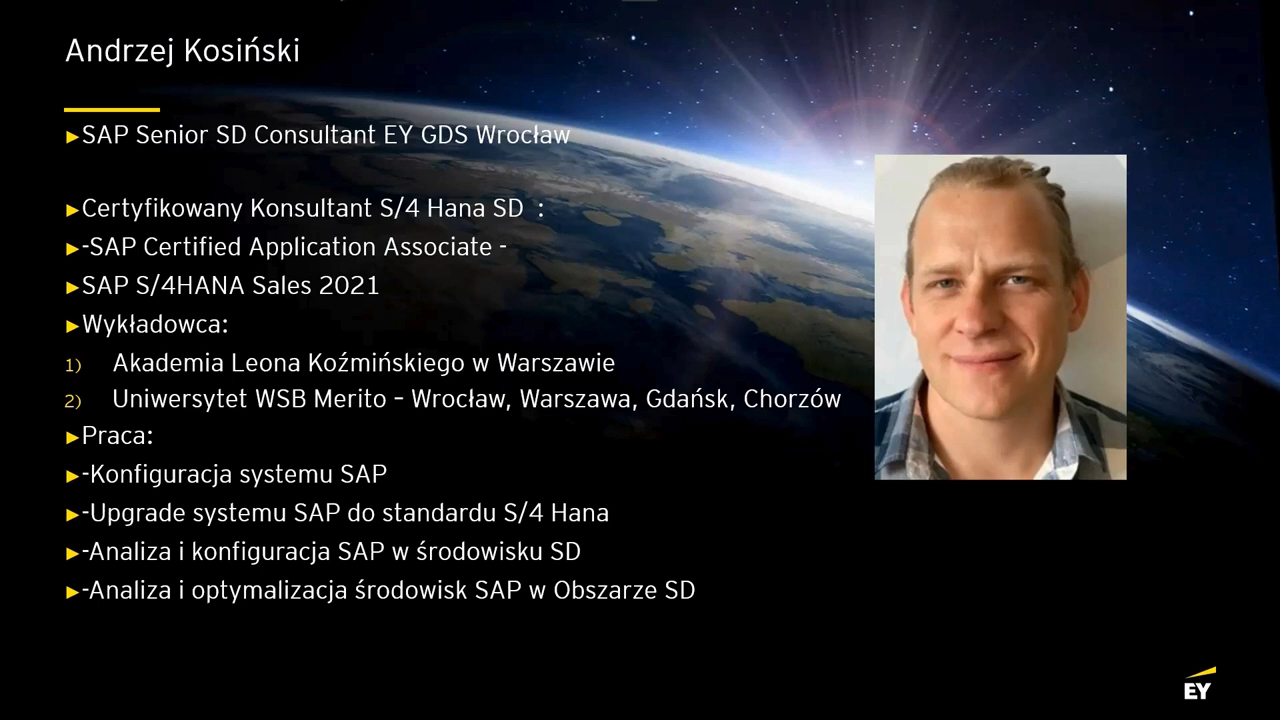 Andrzej Kosiński
►SAP Senior SD Consultant EY GDS Wrocław
►Certyfikowany Konsultant S/4 Hana SD  :
►-SAP Certified Application Associate -
►SAP S/4HANA Sales 2021
►Wykładowca:
1) Akademia Leona Koźmińskiego w Warszawie
2) Uniwersytet WSB Merito – Wrocław, Warszawa, Gdańsk, Chorzów
►Praca:
►-Konfiguracja systemu SAP
►-Upgrade systemu SAP do standardu S/4 Hana
►-Analiza i konfiguracja SAP w środowisku SD
►-Analiza i optymalizacja środowisk SAP w Obszarze SD
EY